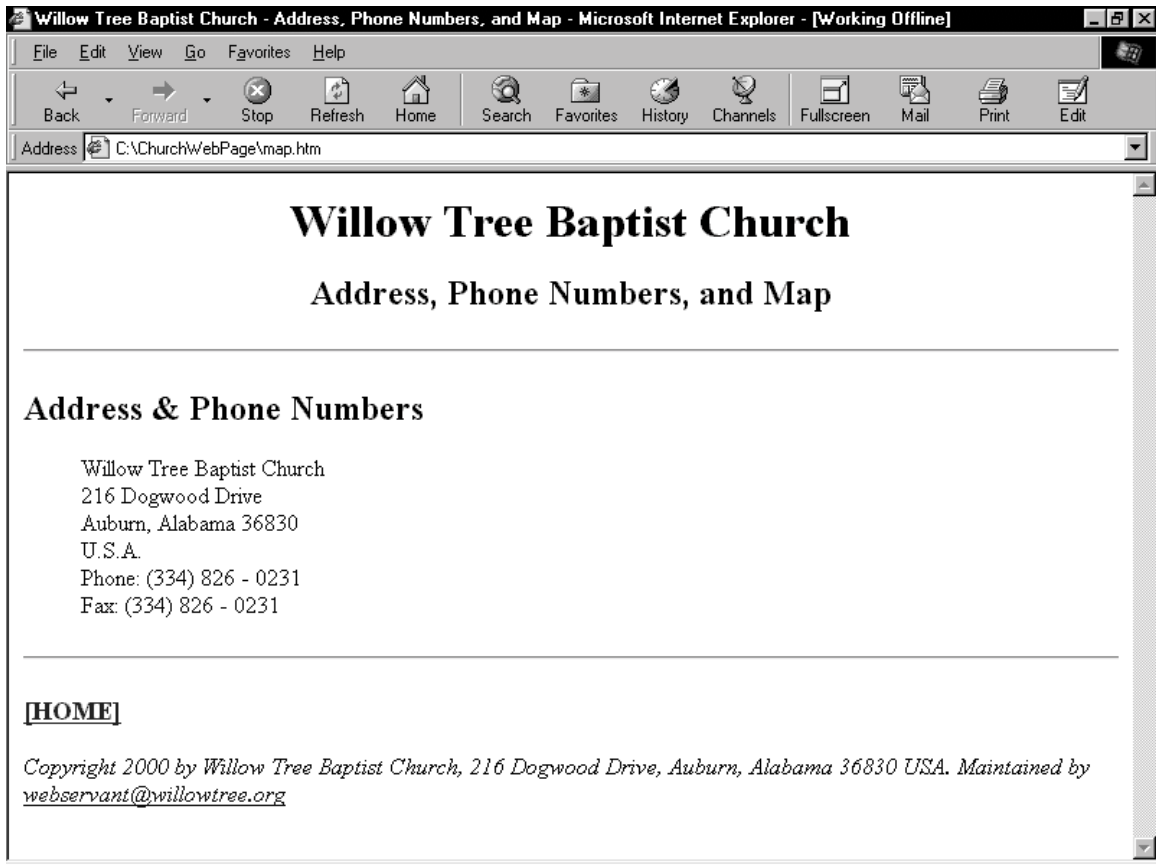 Willow Tree Baptist Church - Address, Phone Numbers, and Map - Microsoft Internet Explorer - [Working Offline]
File Edit View Go Favorites Help
Back Forward Stop Refresh Home Search Favorites History Channels Fullscreen Mail Print Edit
Address C:\ChurchWebPage\map.htm
Willow Tree Baptist Church
Address, Phone Numbers, and Map
Address & Phone Numbers
Willow Tree Baptist Church
216 Dogwood Drive
Auburn, Alabama 36830
U.S.A.
Phone: (334) 826 - 0231
Fax: (334) 826 - 0231
[HOME]
Copyright 2000 by Willow Tree Baptist Church, 216 Dogwood Drive, Auburn, Alabama 36830 USA. Maintained by
webservant@willowtree.org